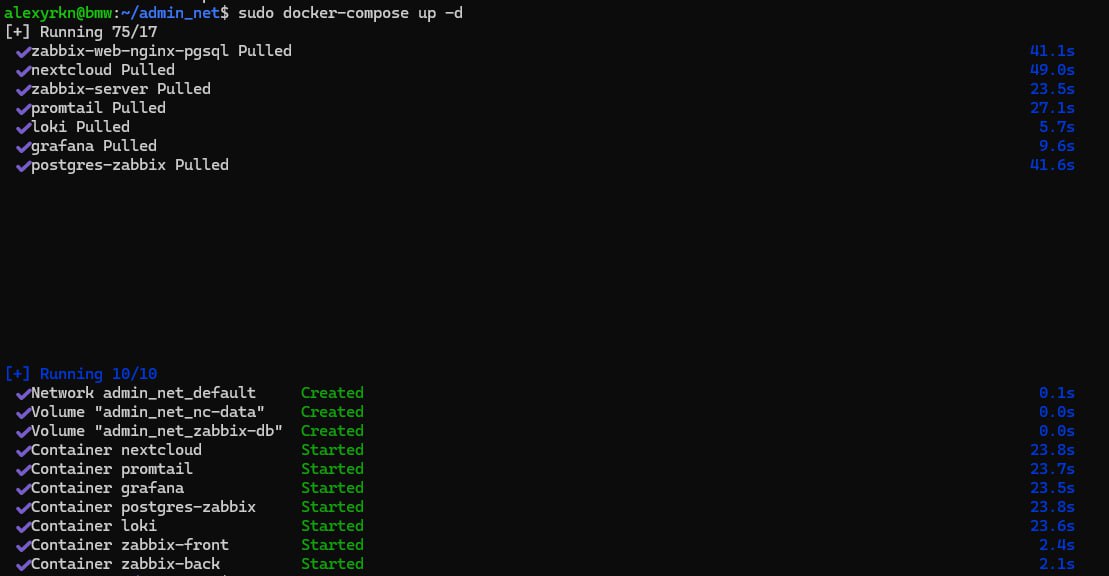 alexyrkn@bmw:~/admin_net$ sudo docker-compose up -d
[+] Running 75/17
✔zabbix-web-nginx-pgsql Pulled 41.1s
✔nextcloud Pulled 49.0s
✔zabbix-server Pulled 23.5s
✔promtail Pulled 27.1s
✔loki Pulled 5.7s
✔grafana Pulled 9.6s
✔postgres-zabbix Pulled 41.6s
[+] Running 10/10
✔Network admin_net_default Created 0.1s
✔Volume "admin_net_nc-data" Created 0.0s
✔Volume "admin_net_zabbix-db" Created 0.0s
✔Container nextcloud Started 23.8s
✔Container promtail Started 23.7s
✔Container grafana Started 23.5s
✔Container postgres-zabbix Started 23.8s
✔Container loki Started 23.6s
✔Container zabbix-front Started 2.4s
✔Container zabbix-back Started 2.1s